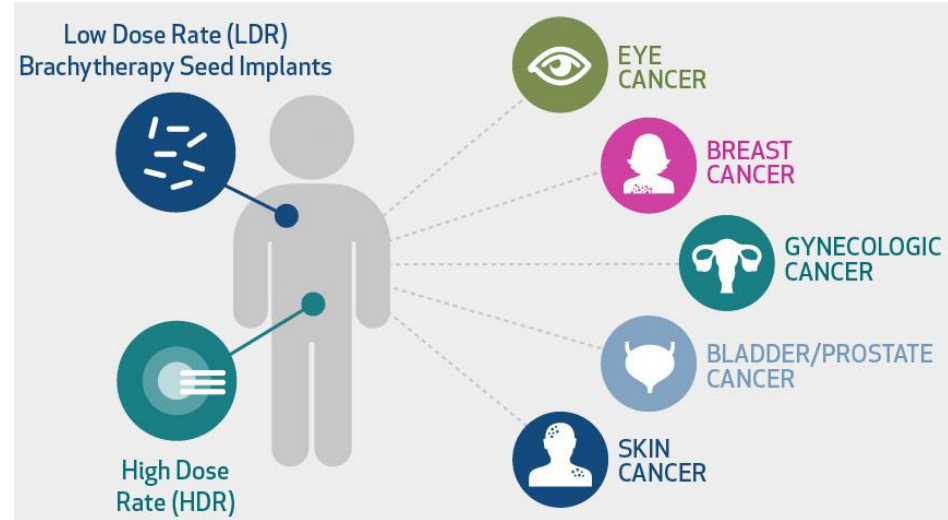 Low Dose Rate (LDR)
Brachytherapy Seed Implants
High Dose
Rate (HDR)
EYE
CANCER
BREAST
CANCER
GYNECOLOGIC
CANCER
BLADDER/PROSTATE
CANCER
SKIN
CANCER